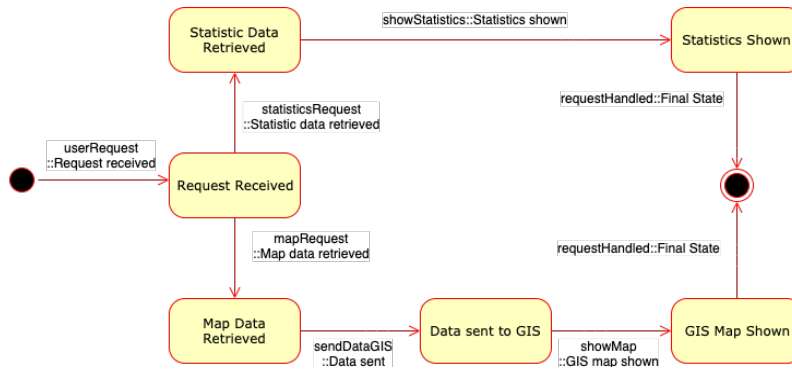 Statistic Data
Retrieved
showStatistics::Statistics shown
Statistics Shown
statisticsRequest
::Statistic data retrieved
requestHandled::Final State
userRequest
::Request received
Request Received
mapRequest
::Map data retrieved
requestHandled::Final State
Map Data
Retrieved
sendDataGIS
::Data sent
Data sent to GIS
showMap
::GIS map shown
GIS Map Shown